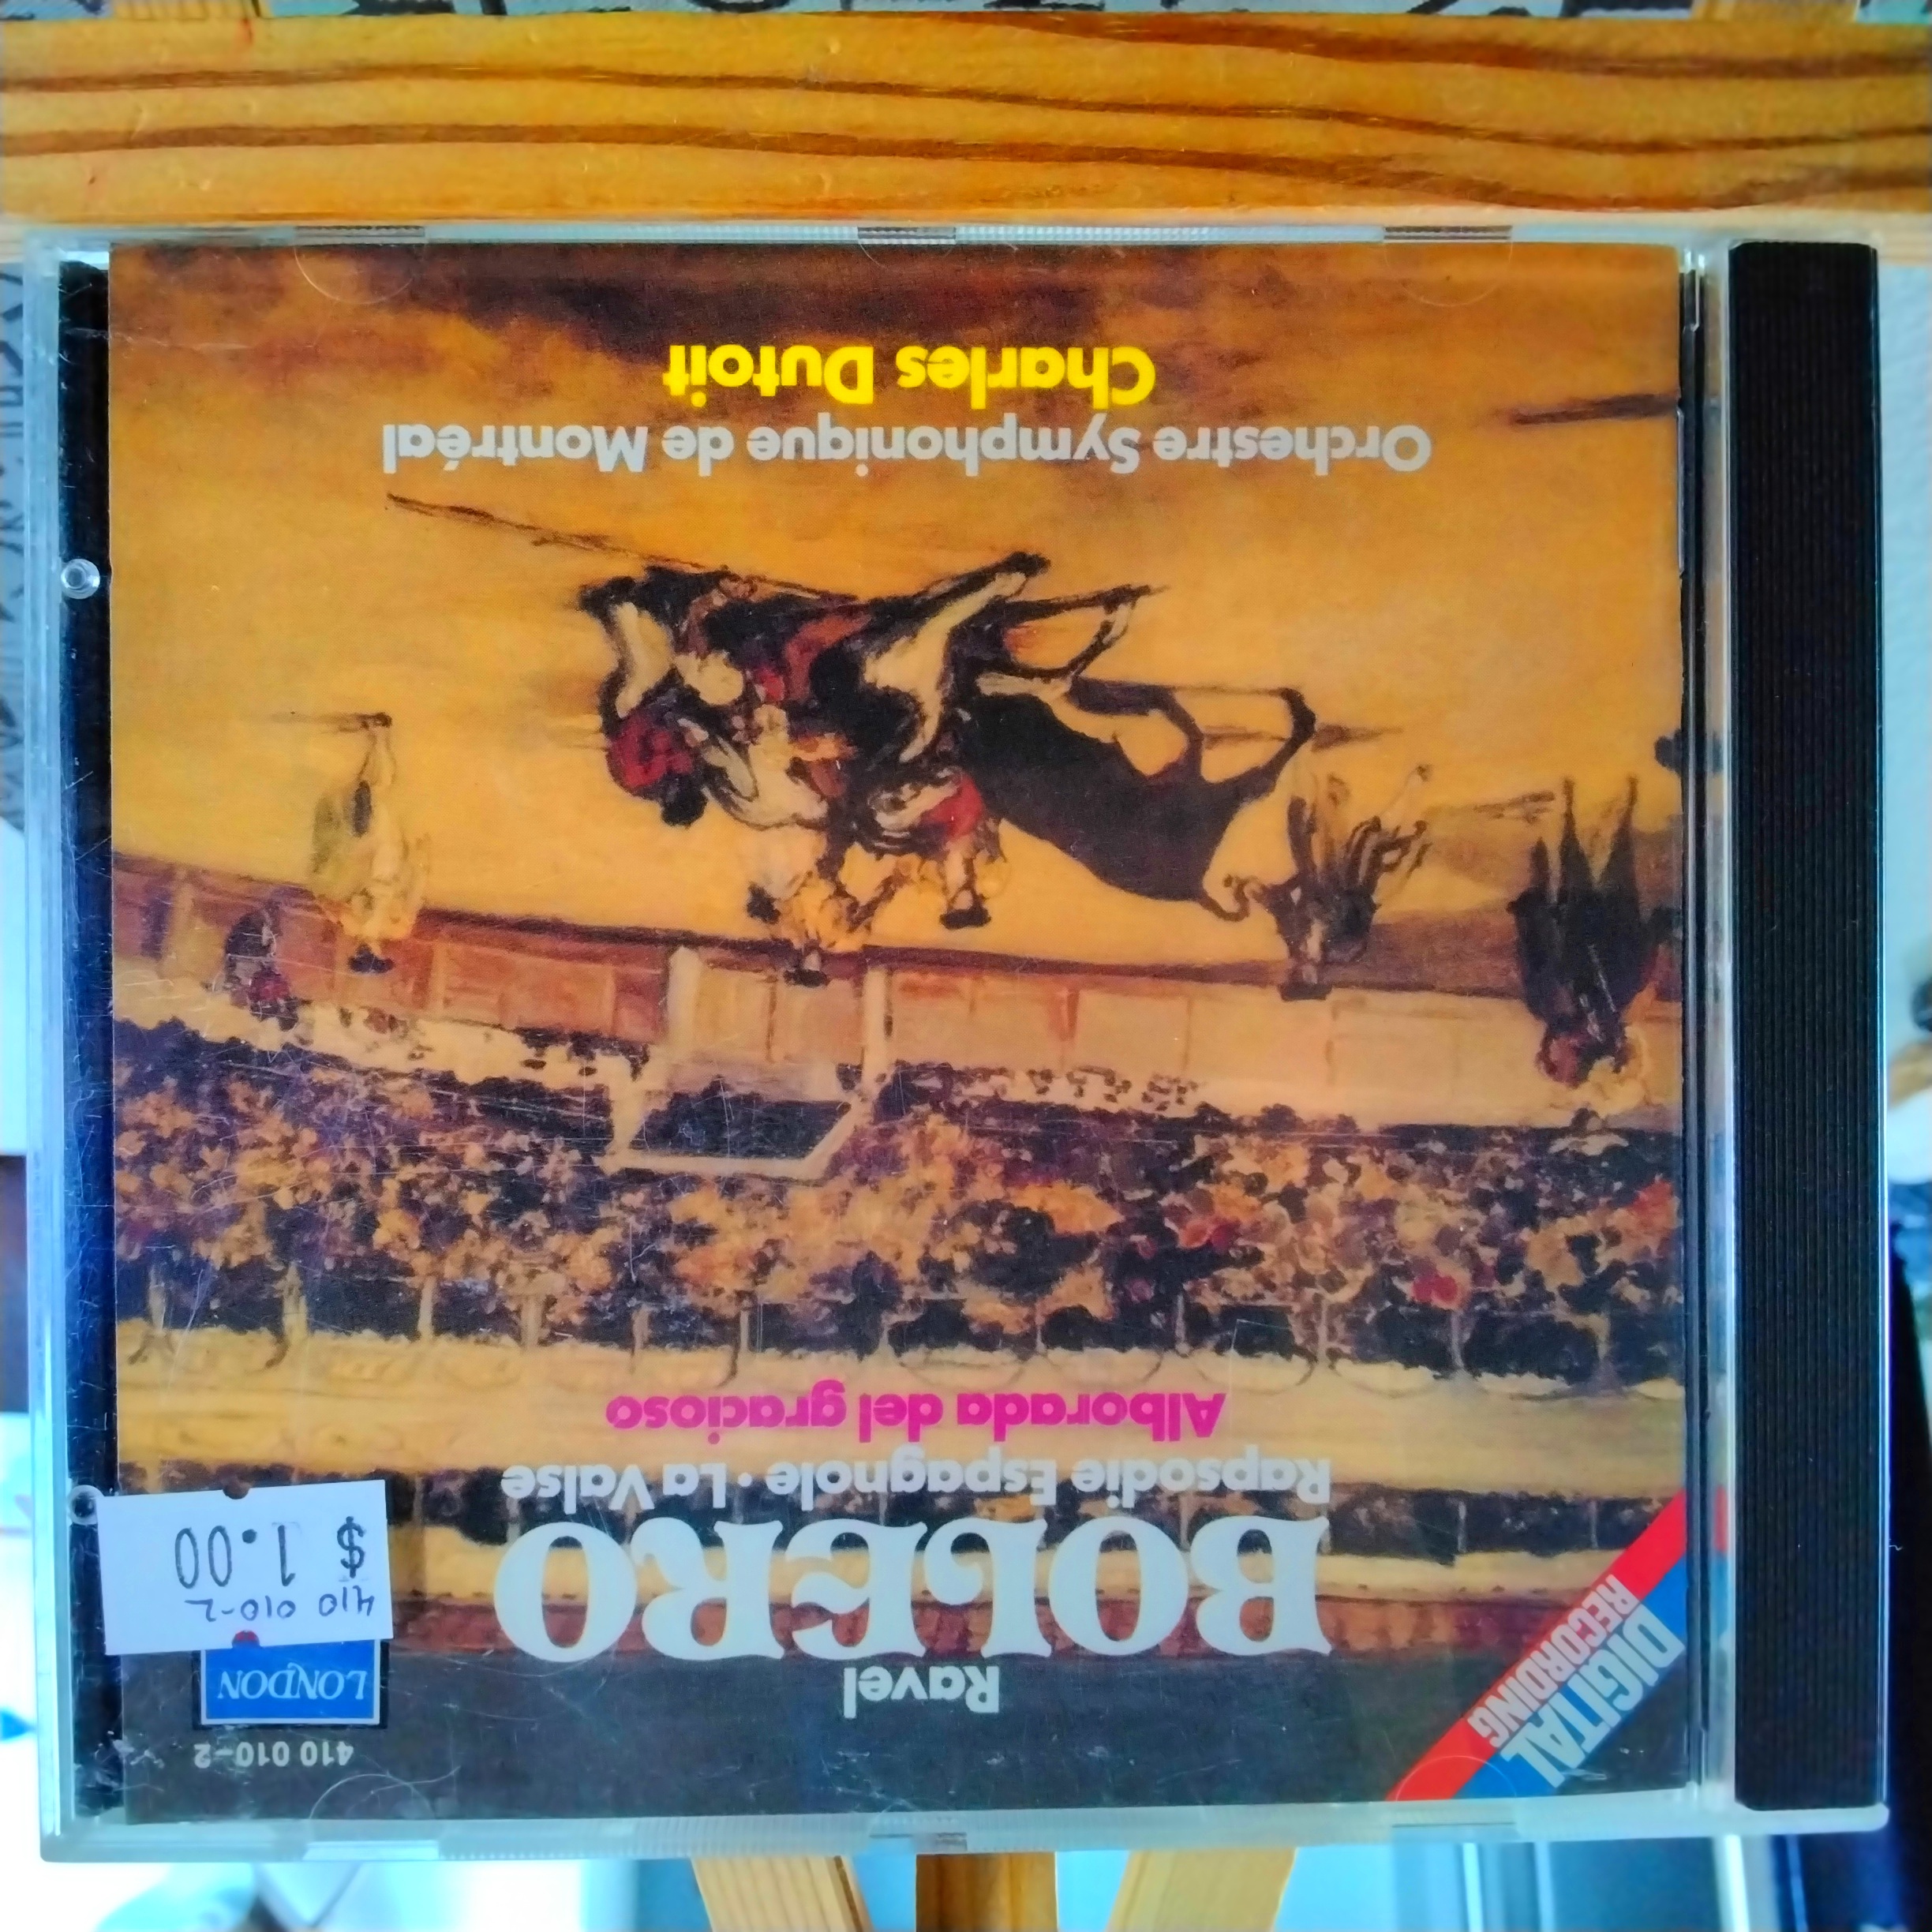 410 010-2
LONDON
410 010-2
$ 1.00
DIGITAL
RECORDING
Ravel
BOLERO
Rapsodie Espagnole · La Valse
Alborada del gracioso
Orchestre Symphonique de Montréal
Charles Dutoit